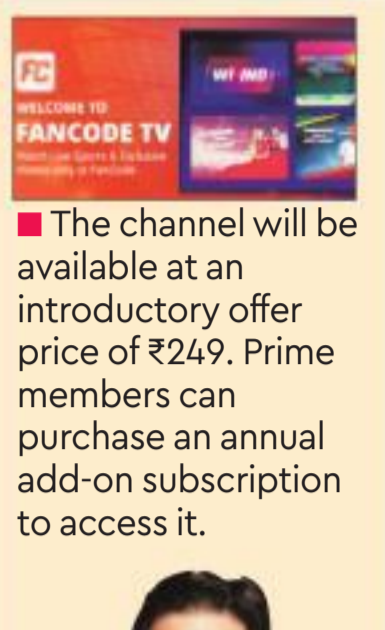 FC
WELCOME TO
FANCODE TV
WI IND
■ The channel will be
available at an
introductory offer
price of ₹249. Prime
members can
purchase an annual
add-on subscription
to access it.